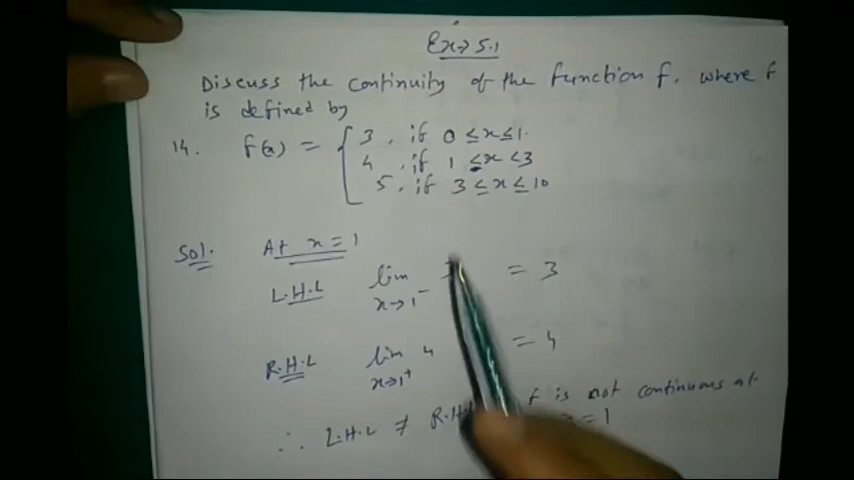 Ex → 5.1
Discuss the continuity of the function f, where f
is defined by
14. f(x) = { 3, if 0 ≤ x ≤ 1.
4, if 1 ≤ x < 3
5, if 3 ≤ x ≤ 10
Sol. At x = 1
L.H.L lim x→1⁻ = 3
R.H.L lim x→1⁺ 4 = 4
∴ L.H.L ≠ R.H.L f is not continuous at
x = 1